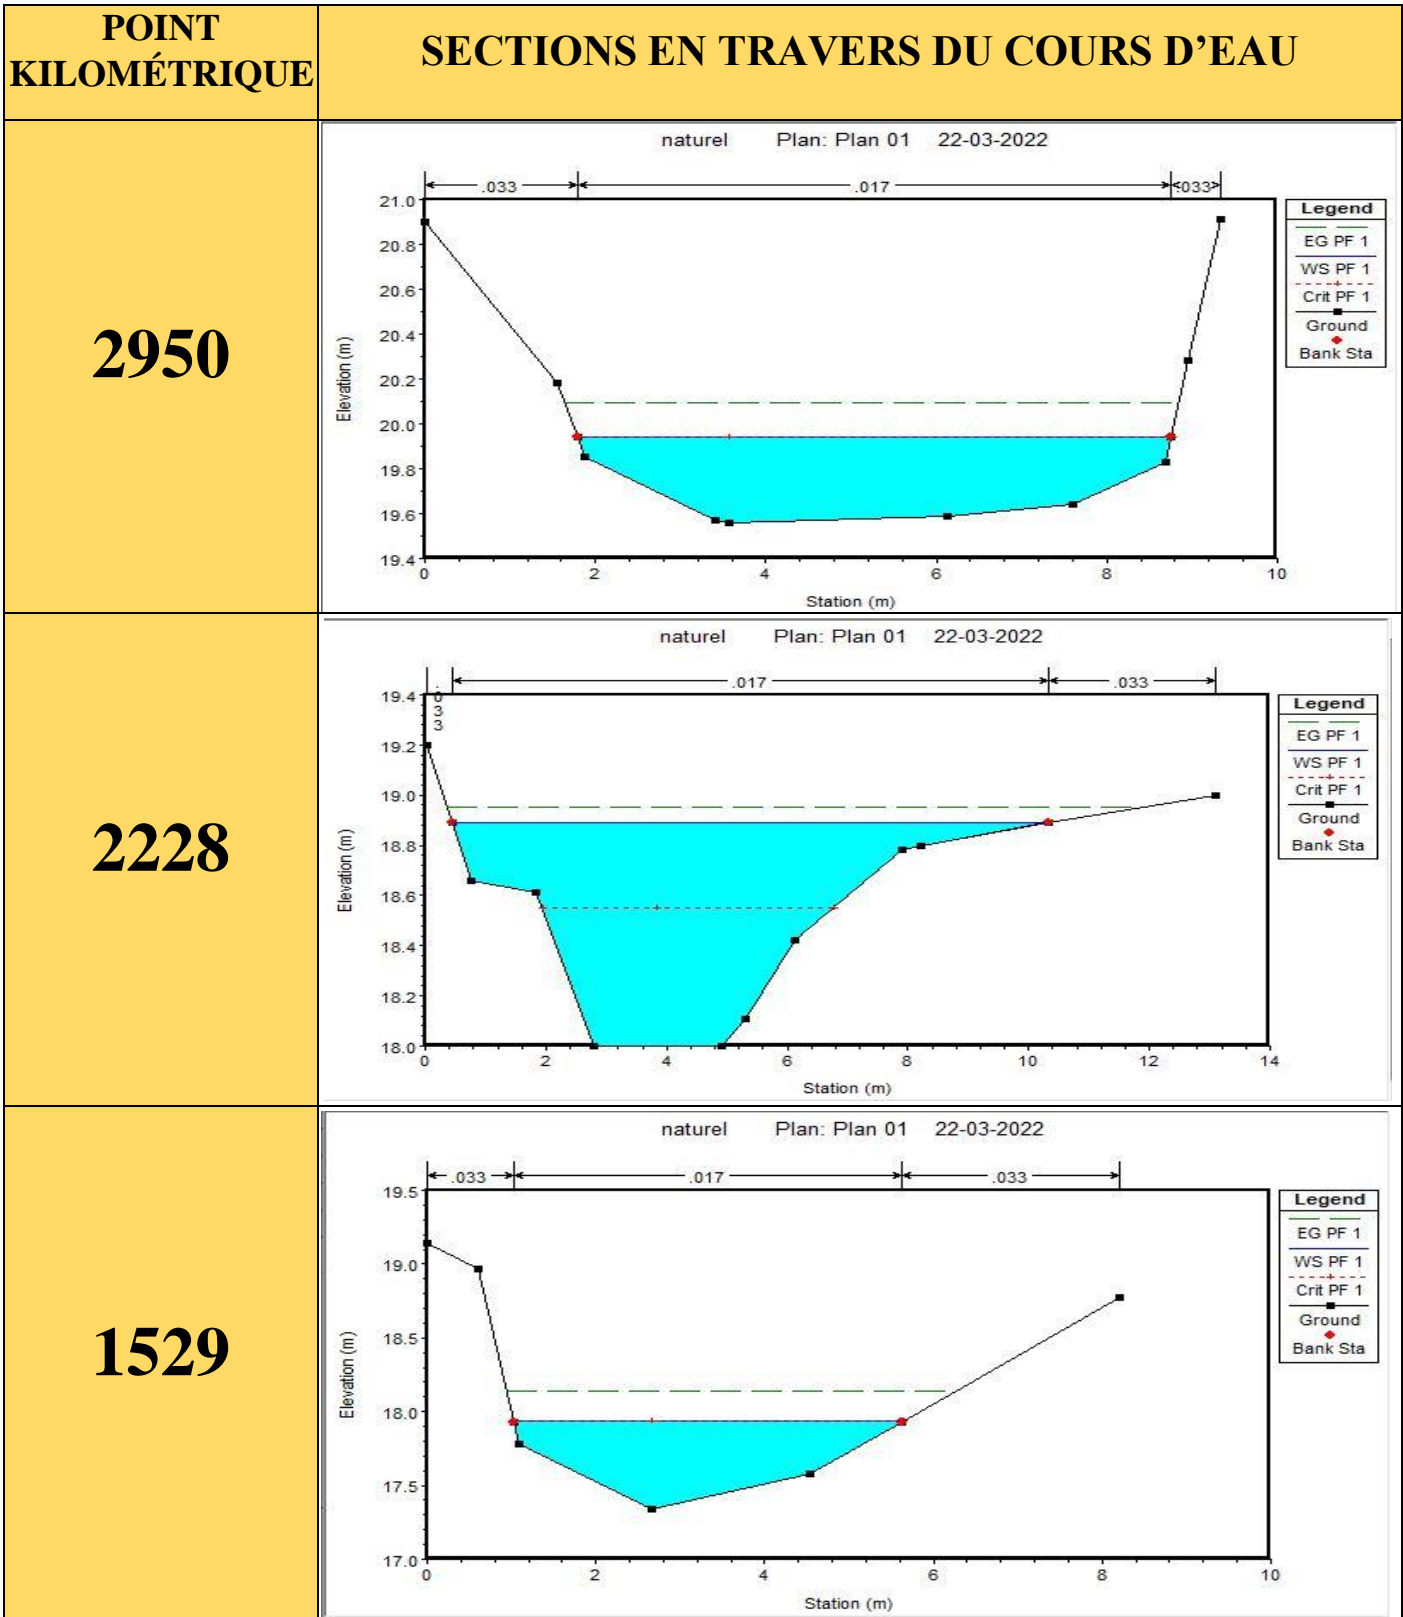 POINT
KILOMÉTRIQUE
SECTIONS EN TRAVERS DU COURS D’EAU
2950
naturel Plan: Plan 01 22-03-2022
.033 .017 .033
21.0
20.8
20.6
20.4
20.2
20.0
19.8
19.6
19.4
Elevation (m)
0 2 4 6 8 10
Station (m)
Legend
EG PF 1
WS PF 1
Crit PF 1
Ground
Bank Sta
2228
naturel Plan: Plan 01 22-03-2022
.033 .017 .033
19.4
19.2
19.0
18.8
18.6
18.4
18.2
18.0
Elevation (m)
0 2 4 6 8 10 12 14
Station (m)
Legend
EG PF 1
WS PF 1
Crit PF 1
Ground
Bank Sta
1529
naturel Plan: Plan 01 22-03-2022
.033 .017 .033
19.5
19.0
18.5
18.0
17.5
17.0
Elevation (m)
0 2 4 6 8 10
Station (m)
Legend
EG PF 1
WS PF 1
Crit PF 1
Ground
Bank Sta